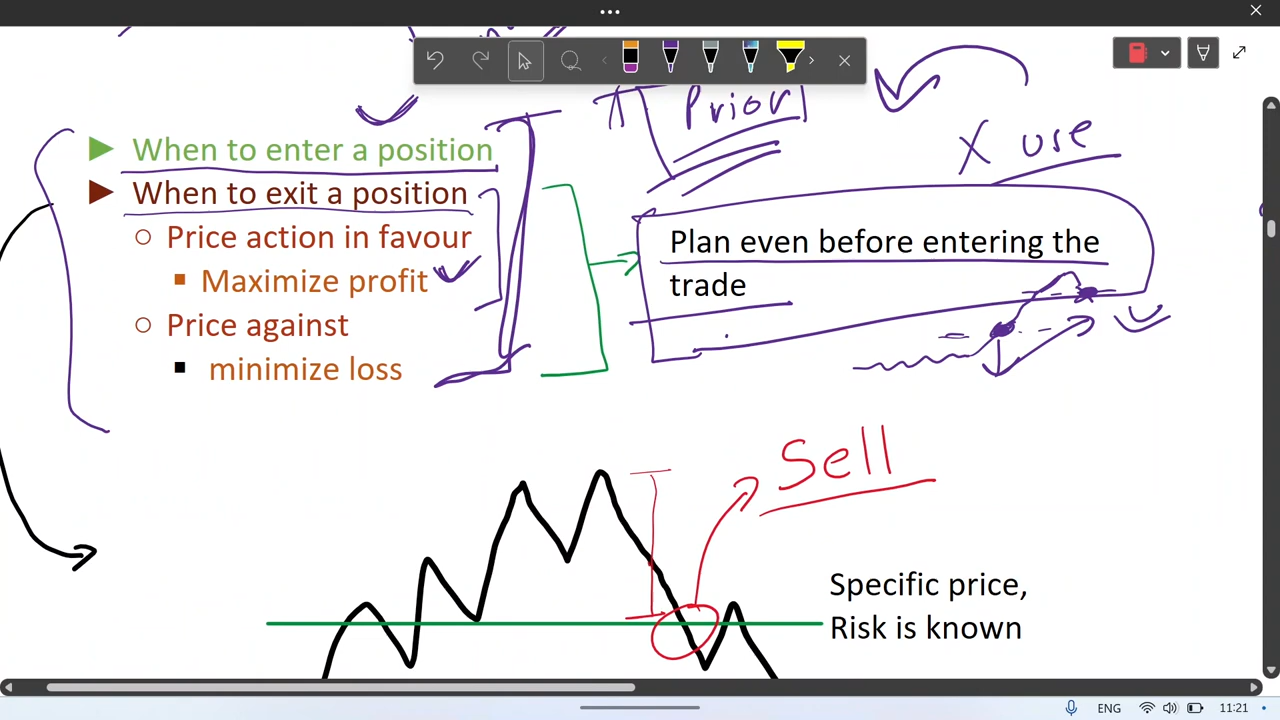 Prior
X use
When to enter a position
When to exit a position
Price action in favour
Maximize profit
Price against
minimize loss
Plan even before entering the
trade
Sell
Specific price,
Risk is known
ENG
11:21